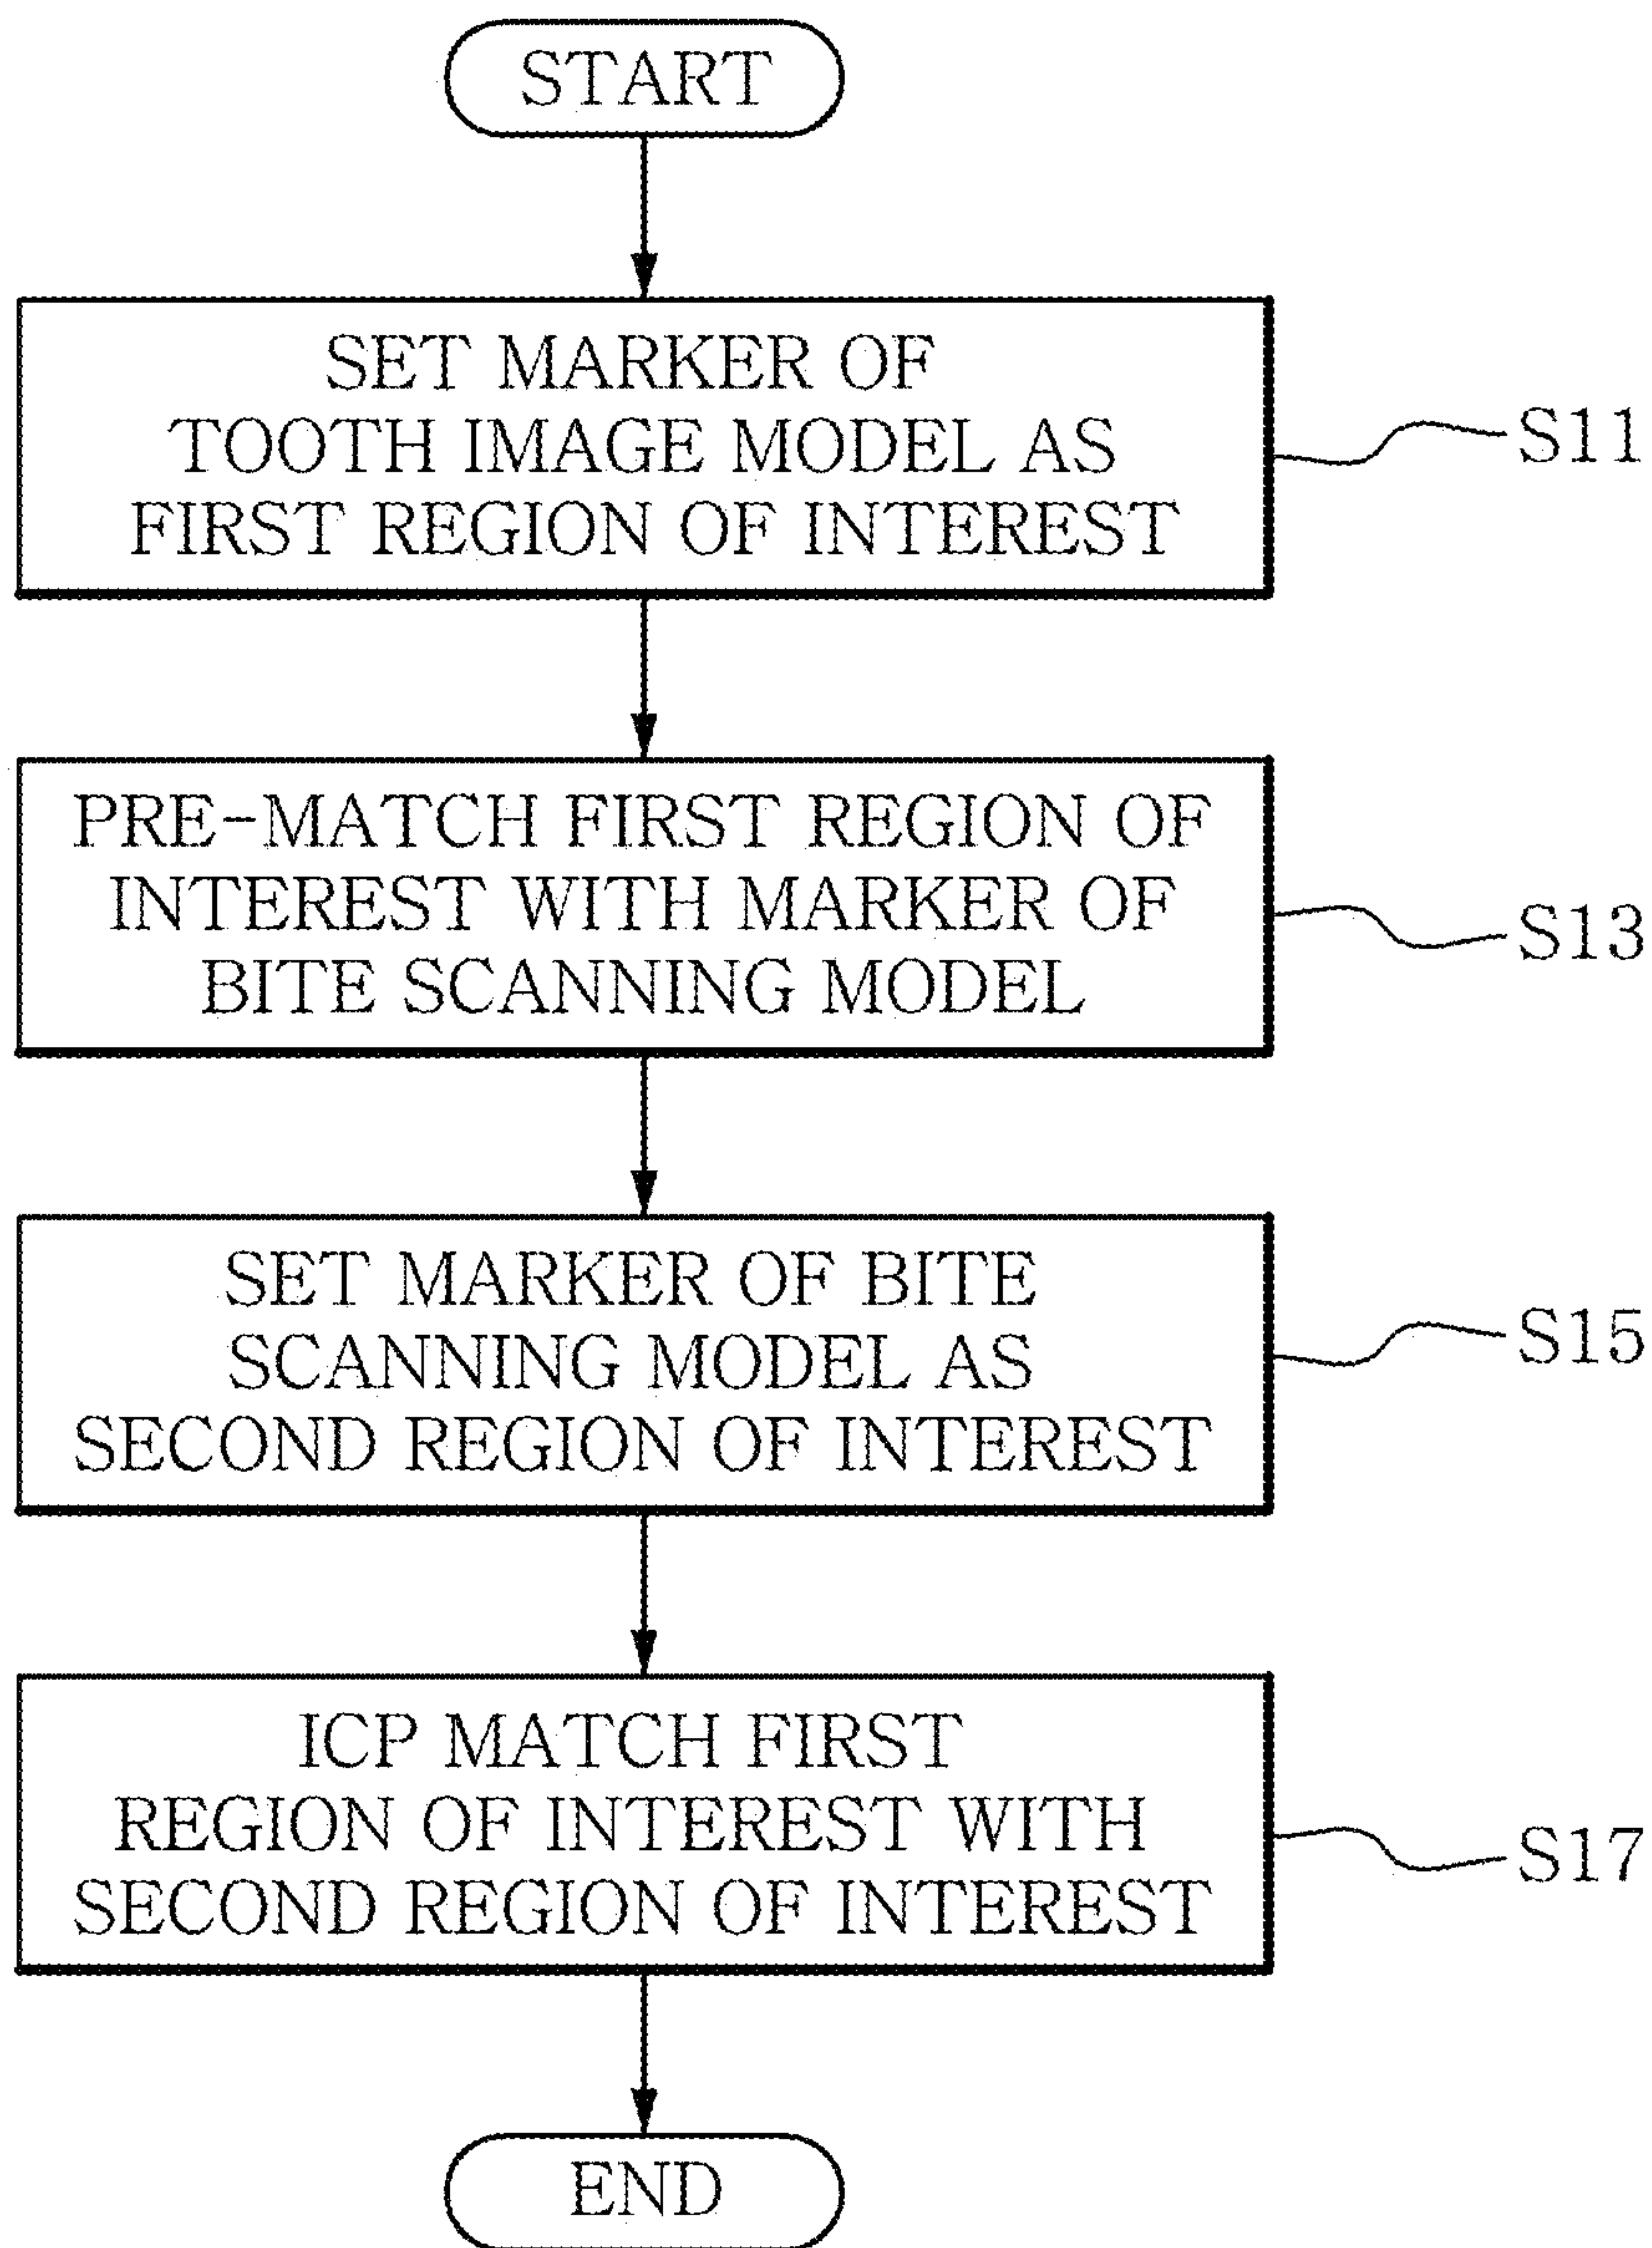 START
SET MARKER OF
TOOTH IMAGE MODEL AS
FIRST REGION OF INTEREST
S11
PRE-MATCH FIRST REGION OF
INTEREST WITH MARKER OF
BITE SCANNING MODEL
S13
SET MARKER OF BITE
SCANNING MODEL AS
SECOND REGION OF INTEREST
S15
ICP MATCH FIRST
REGION OF INTEREST WITH
SECOND REGION OF INTEREST
S17
END